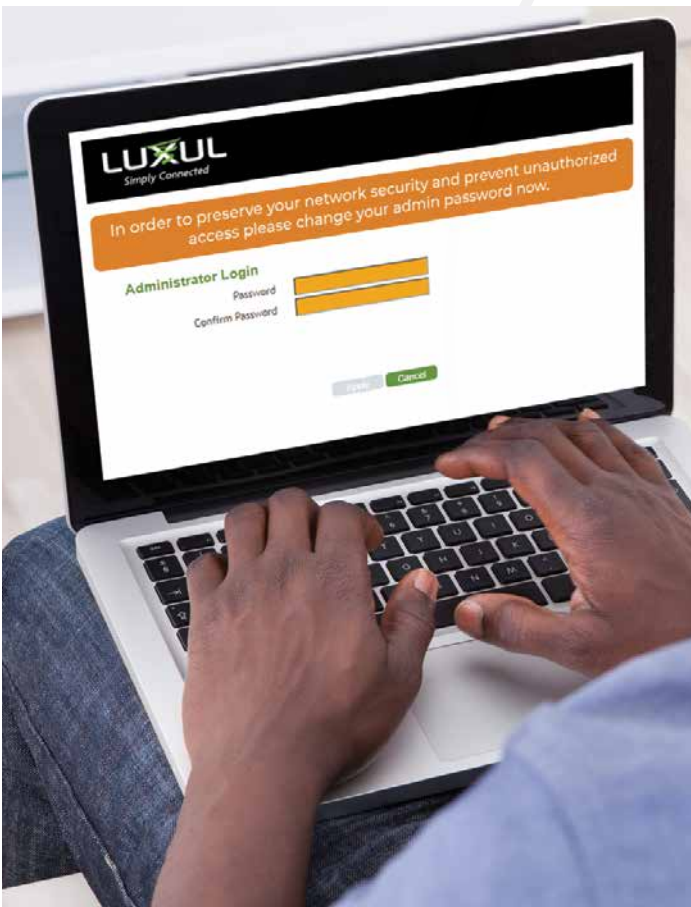 LUXUL
Simply Connected
In order to preserve your network security and prevent unauthorized
access please change your admin password now.
Administrator Login
Password
Confirm Password
Apply Cancel